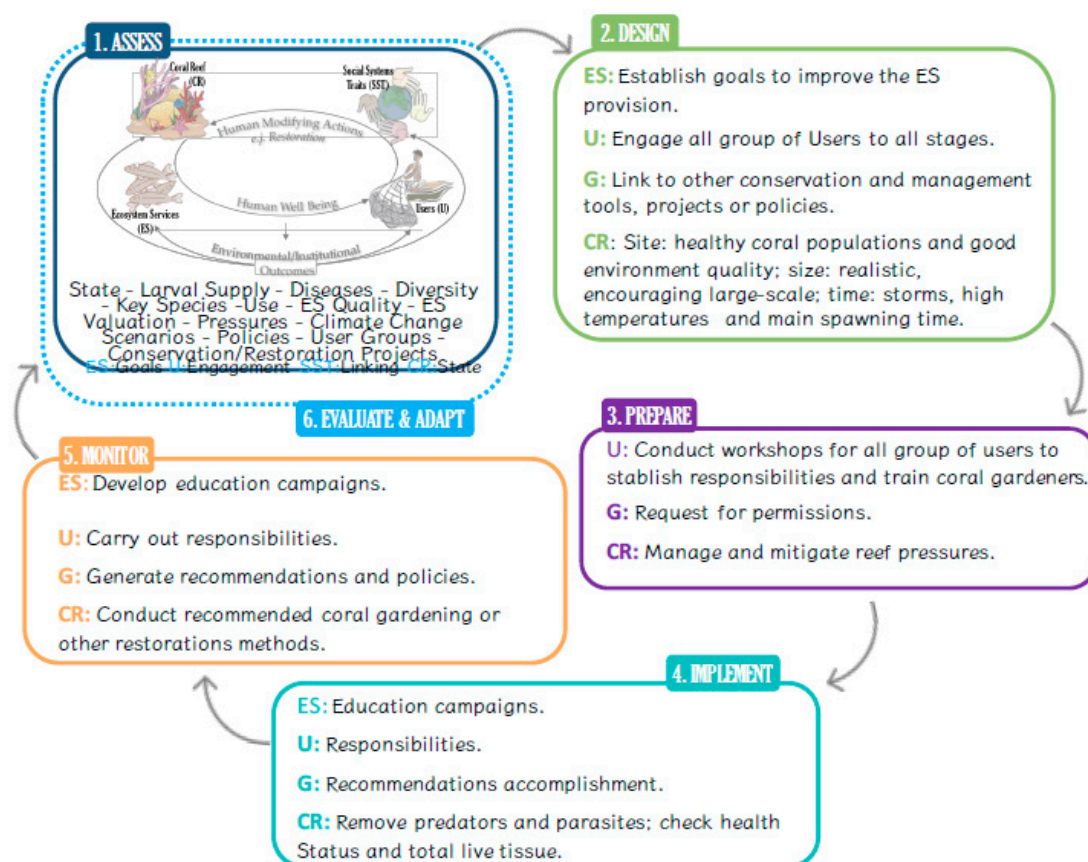 1. ASSESS
Coral Reef
(CR)
Social Systems
Traits (SST)
Human Modifying Actions
e.j. Restoration
Human Well Being
Ecosystem Services
(ES)
Users (U)
Environmental/Institutional
Outcomes
State - Larval Supply - Diseases - Diversity
- Key Species -Use - ES Quality - ES
Valuation - Pressures - Climate Change
Scenarios - Policies - User Groups -
Conservation/Restoration Projects
ES:Goals U:Engagement SST:Linking CR:State
6. EVALUATE & ADAPT
2. DESIGN
ES: Establish goals to improve the ES
provision.
U: Engage all group of Users to all stages.
G: Link to other conservation and management
tools, projects or policies.
CR: Site: healthy coral populations and good
environment quality; size: realistic,
encouraging large-scale; time: storms, high
temperatures and main spawning time.
3. PREPARE
U: Conduct workshops for all group of users to
stablish responsibilities and train coral gardeners.
G: Request for permissions.
CR: Manage and mitigate reef pressures.
4. IMPLEMENT
ES: Education campaigns.
U: Responsibilities.
G: Recommendations accomplishment.
CR: Remove predators and parasites; check health
Status and total live tissue.
5. MONITOR
ES: Develop education campaigns.
U: Carry out responsibilities.
G: Generate recommendations and policies.
CR: Conduct recommended coral gardening or
other restorations methods.